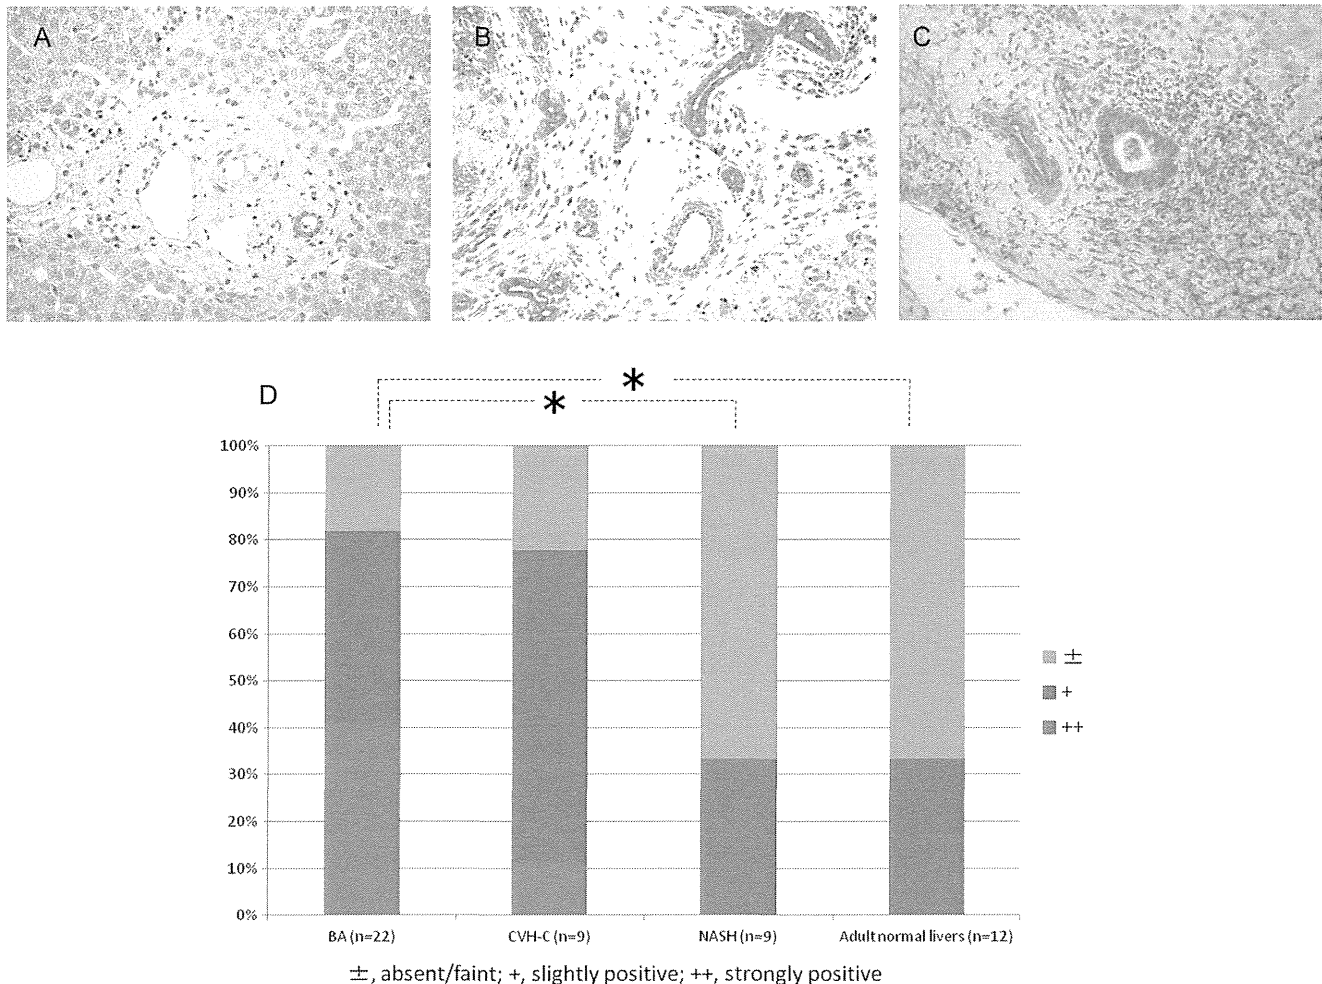 A
B
C
D
*
*
100%
90%
80%
70%
60%
50%
40%
30%
20%
10%
0%
BA (n=22)
CVH-C (n=9)
NASH (n=9)
Adult normal livers (n=12)
±
+
++
±, absent/faint; +, slightly positive; ++, strongly positive